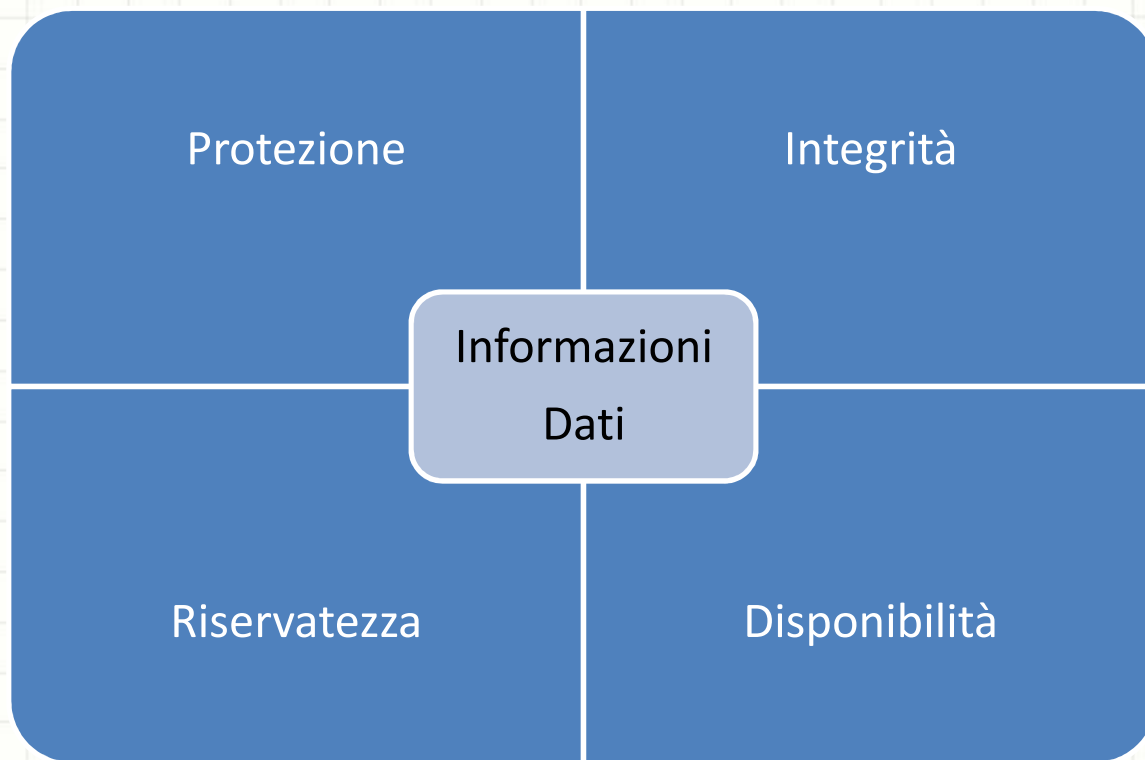 Protezione
Integrità
Informazioni
Dati
Riservatezza
Disponibilità